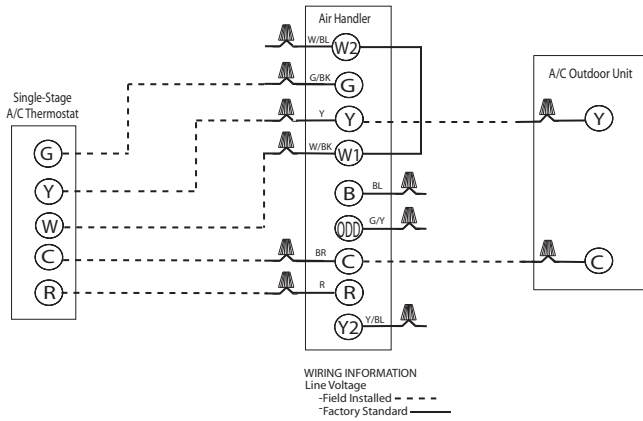 Air Handler
W/BL
W2
A/C Outdoor Unit
G/BK
G
Single-Stage
A/C Thermostat
Y
Y
Y
G
W/BK
W1
Y
B
BL
W
ODD
G/Y
C
BR
C
C
R
R
R
Y2
Y/BL
WIRING INFORMATION
Line Voltage
-Field Installed
-Factory Standard